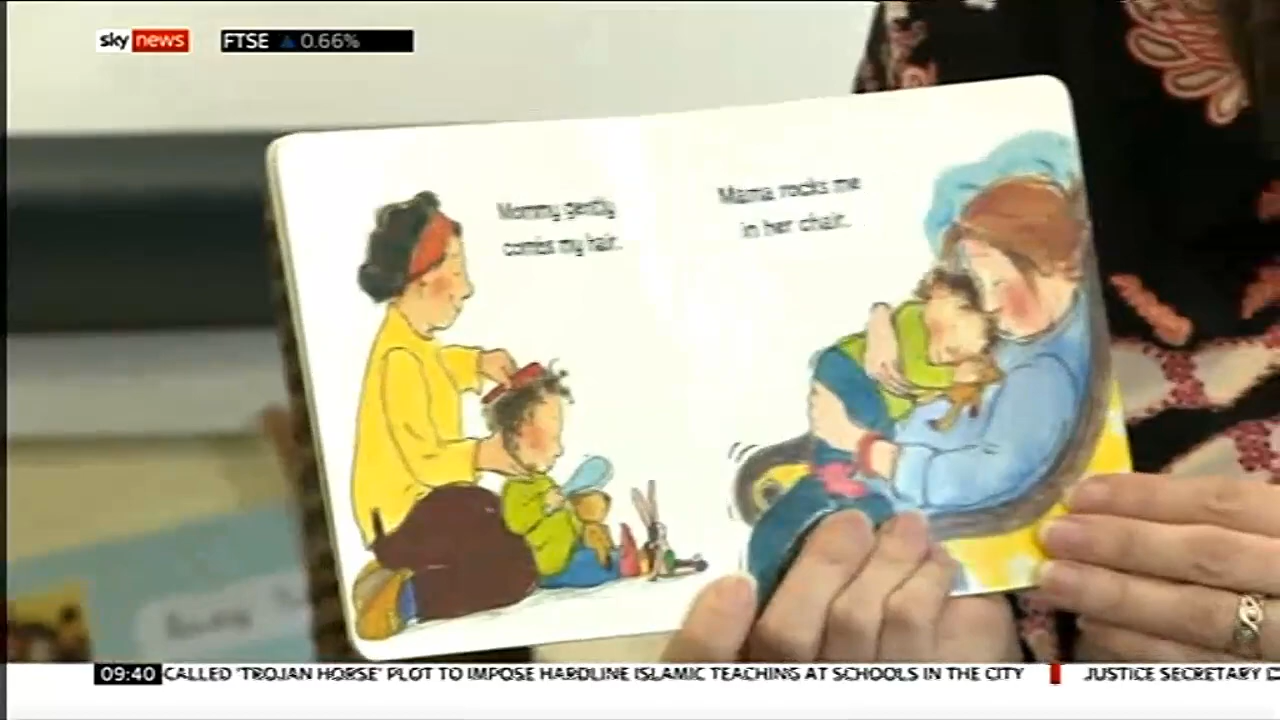 sky news
FTSE 0.66%
Mommy gently
combs my hair.
Mama rocks me
in her chair.
09:40 CALLED 'TROJAN HORSE' PLOT TO IMPOSE HARDLINE ISLAMIC TEACHING AT SCHOOLS IN THE CITY JUSTICE SECRETARY